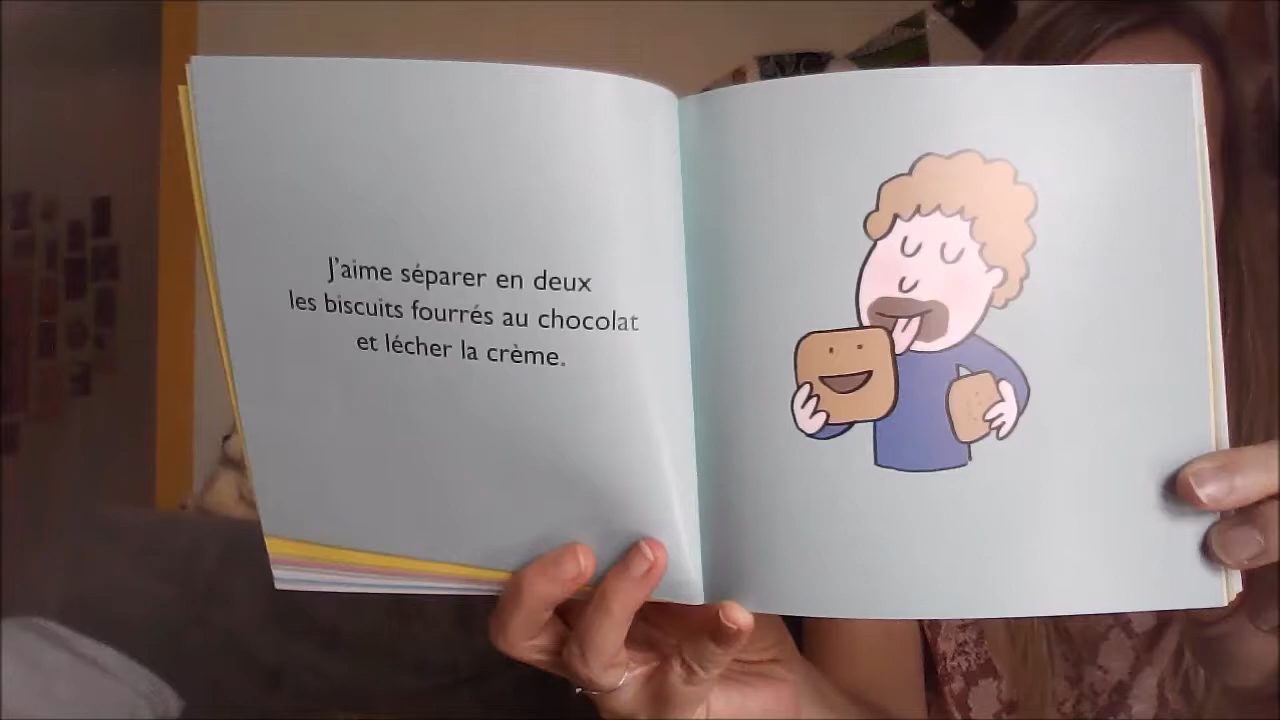 J'aime séparer en deux
les biscuits fourrés au chocolat
et lécher la crème.